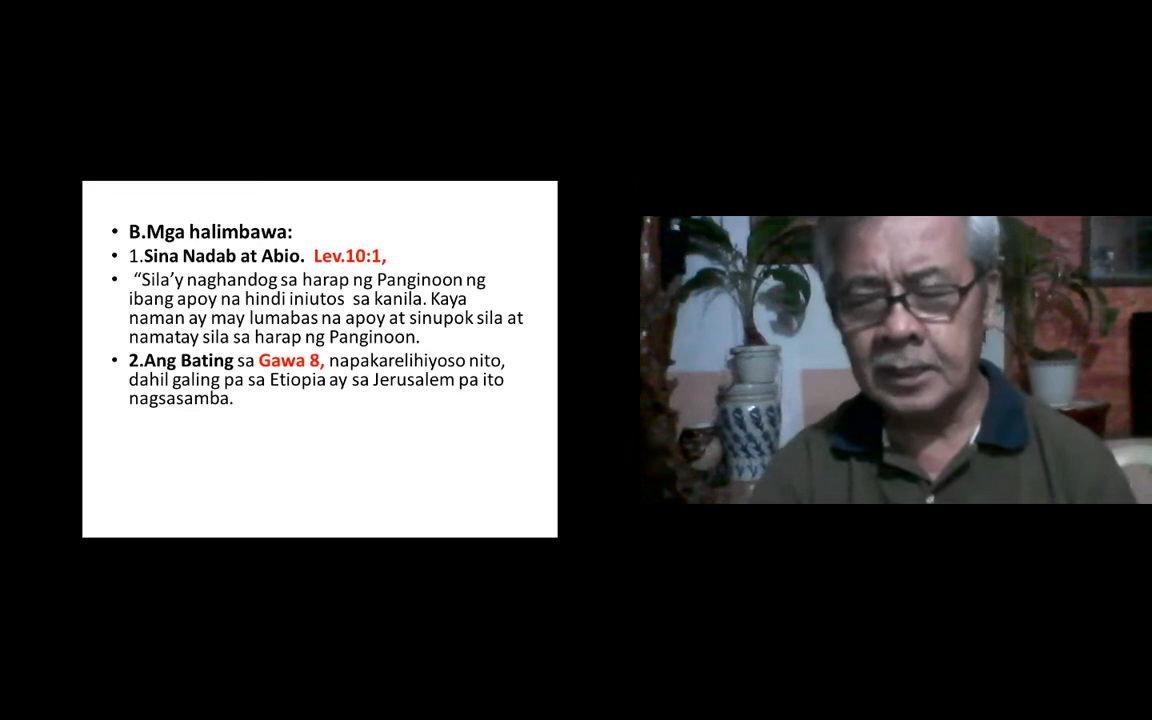 • B.Mga halimbawa:
• 1.Sina Nadab at Abio. Lev.10:1,
• “Sila’y naghandog sa harap ng Panginoon ng
ibang apoy na hindi iniutos sa kanila. Kaya
naman ay may lumabas na apoy at sinupok sila at
namatay sila sa harap ng Panginoon.
• 2.Ang Bating sa Gawa 8, napakarelihiyoso nito,
dahil galing pa sa Etiopia ay sa Jerusalem pa ito
nagsasamba.